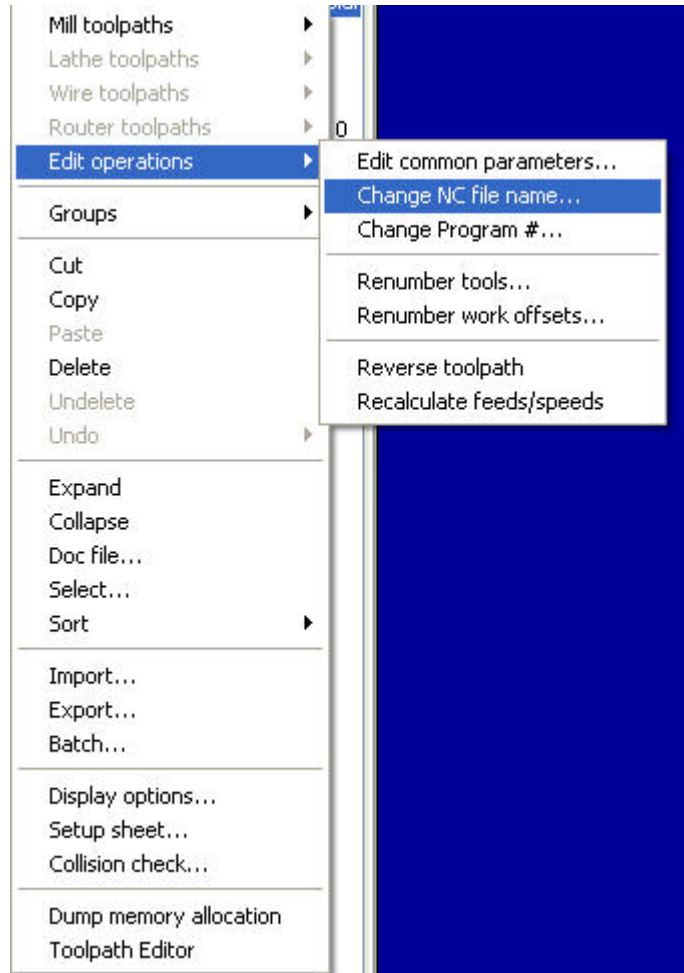 Mill toolpaths
Lathe toolpaths
Wire toolpaths
Router toolpaths
0
Edit operations
Groups
Cut
Copy
Paste
Delete
Undelete
Undo
Expand
Collapse
Doc file...
Select...
Sort
Import...
Export...
Batch...
Display options...
Setup sheet...
Collision check...
Dump memory allocation
Toolpath Editor
Edit common parameters...
Change NC file name...
Change Program #...
Renumber tools...
Renumber work offsets...
Reverse toolpath
Recalculate feeds/speeds